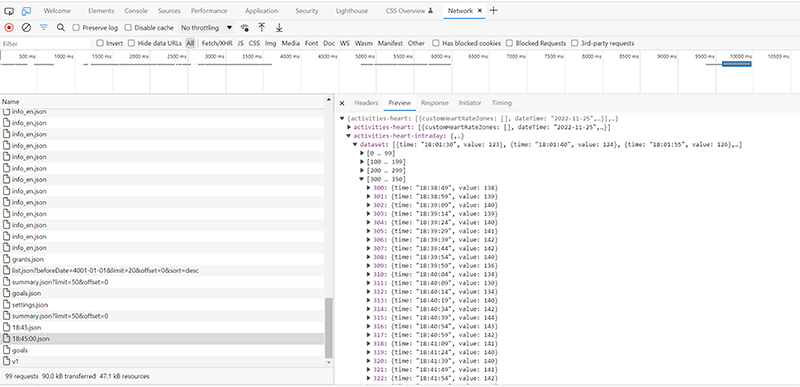 Welcome Elements Console Sources Performance Application Security Lighthouse CSS Overview Network
Preserve log Disable cache No throttling
Filter Invert Hide data URLs All Fetch/XHR JS CSS Img Media Font Doc WS Wasm Manifest Other Has blocked cookies Blocked Requests 3rd-party requests
500 ms 1000 ms 1500 ms 2000 ms 2500 ms 3000 ms 3500 ms 4000 ms 4500 ms 5000 ms 5500 ms 6000 ms 6500 ms 7000 ms 7500 ms 8000 ms 8500 ms 9000 ms 9500 ms 10000 ms 10500
Name
info_en.json
info_en.json
info_en.json
info_en.json
info_en.json
info_en.json
info_en.json
info_en.json
info_en.json
info_en.json
info_en.json
info_en.json
info_en.json
grants.json
list.json?beforeDate=4001-01-01&limit=20&offset=0&sort=desc
summary.json?limit=50&offset=0
goals.json
settings.json
summary.json?limit=50&offset=0
18:45.json
18:45:00.json
goals
v1
99 requests 90.0 kB transferred 47.1 kB resources
Headers Preview Response Initiator Timing
{activities-heart: [{customHeartRateZones: [], dateTime: "2022-11-25",…}],…}
activities-heart: [{customHeartRateZones: [], dateTime: "2022-11-25",…}]
activities-heart-intraday: {,…}
dataset: [{time: "18:01:30", value: 123}, {time: "18:01:40", value: 124}, {time: "18:01:55", value: 126},…]
[0 … 99]
[100 … 199]
[200 … 299]
[300 … 350]
300: {time: "18:38:49", value: 138}
301: {time: "18:38:59", value: 139}
302: {time: "18:39:09", value: 140}
303: {time: "18:39:14", value: 139}
304: {time: "18:39:24", value: 140}
305: {time: "18:39:29", value: 141}
306: {time: "18:39:39", value: 142}
307: {time: "18:39:44", value: 142}
308: {time: "18:39:54", value: 140}
309: {time: "18:39:59", value: 136}
310: {time: "18:40:04", value: 134}
311: {time: "18:40:09", value: 130}
312: {time: "18:40:14", value: 134}
313: {time: "18:40:19", value: 140}
314: {time: "18:40:34", value: 142}
315: {time: "18:40:39", value: 144}
316: {time: "18:40:54", value: 143}
317: {time: "18:40:59", value: 142}
318: {time: "18:41:09", value: 141}
319: {time: "18:41:24", value: 140}
320: {time: "18:41:39", value: 140}
321: {time: "18:41:49", value: 141}
322: {time: "18:41:54", value: 142}